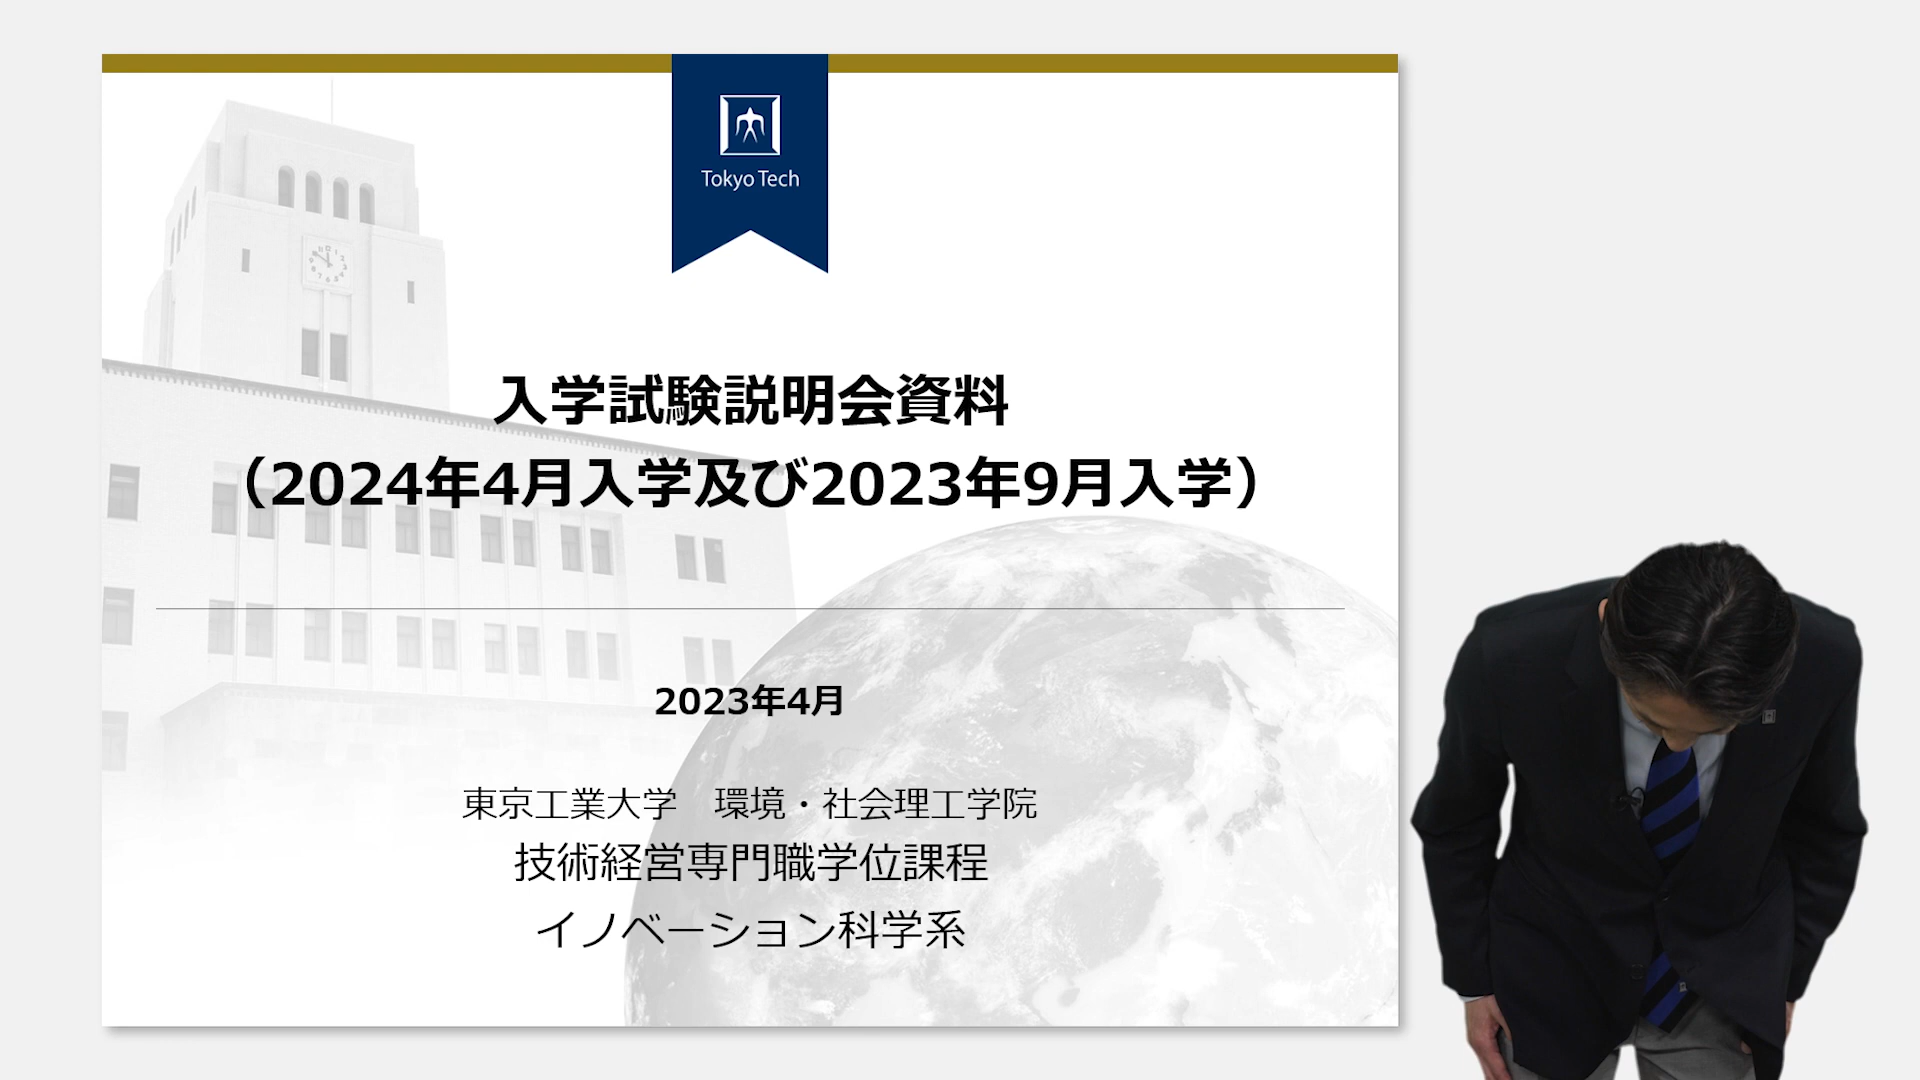 Tokyo Tech
入学試験説明会資料
（2024年4月入学及び2023年9月入学）
2023年4月
東京工業大学　環境・社会理工学院
技術経営専門職学位課程
イノベーション科学系